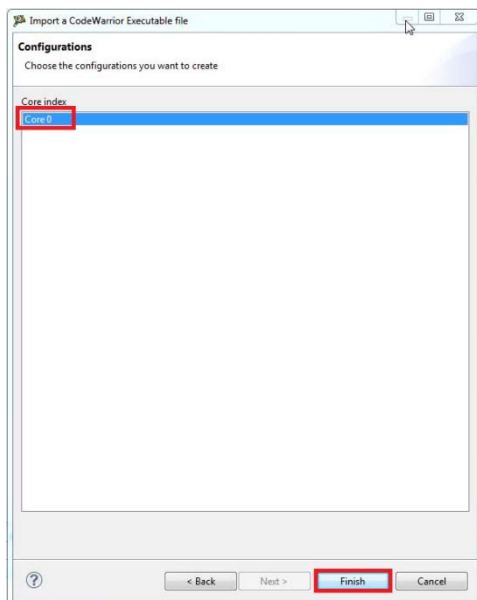 Import a CodeWarrior Executable file
Configurations
Choose the configurations you want to create
Core index
Core 0
< Back Next > Finish Cancel